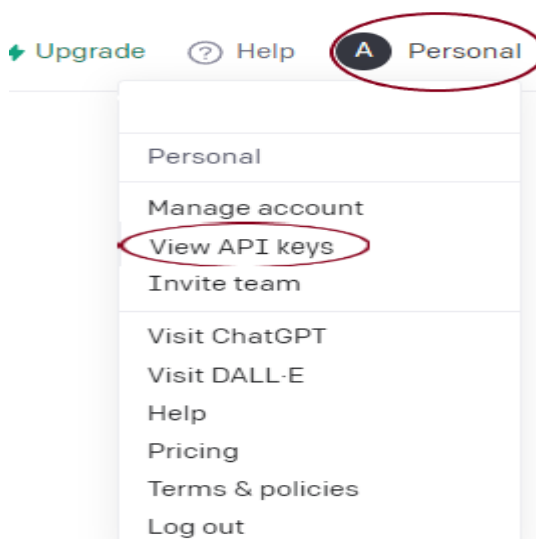 Upgrade ? Help A Personal
Personal
Manage account
View API keys
Invite team
Visit ChatGPT
Visit DALL·E
Help
Pricing
Terms & policies
Log out